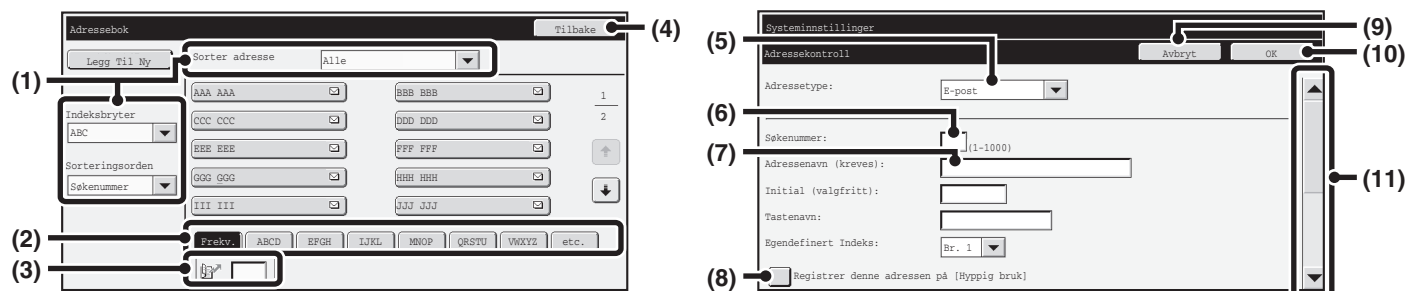 Adressebok
Tilbake
(4)
(1)
Legg Til Ny
Sorter adresse
Alle
AAA AAA
BBB BBB
1
2
Indeksbryter
ABC
CCC CCC
DDD DDD
EEE EEE
FFF FFF
Sorteringsorden
Søkenummer
GGG GGG
HHH HHH
III III
JJJ JJJ
(2)
Frekv.
ABCD
EFGH
IJKL
MNOP
QRSTU
VWXYZ
etc.
(3)
Systeminnstillinger
(9)
(5)
Adressekontroll
Avbryt
OK
(10)
Adressetype:
E-post
(6)
Søkenummer:
(1-1000)
(7)
Adressenavn (kreves):
(11)
Initial (valgfritt):
Tastenavn:
Egendefinert Indeks:
Br. 1
(8)
Registrer denne adressen på [Hyppig bruk]